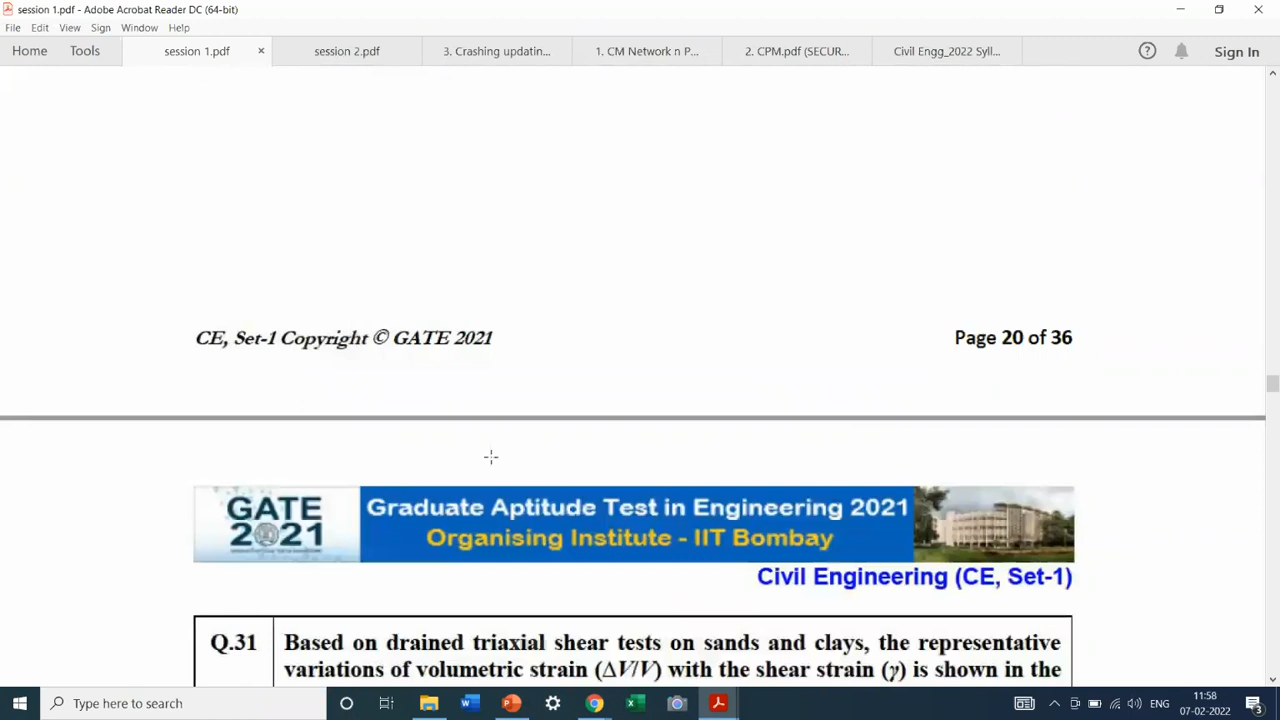 session 1.pdf - Adobe Acrobat Reader DC (64-bit)
File Edit View Sign Window Help
Home Tools session 1.pdf × session 2.pdf 3. Crashing updatin... 1. CM Network n P... 2. CPM.pdf (SECUR... Civil Engg_2022 Syll... Sign In
CE, Set-1 Copyright © GATE 2021 Page 20 of 36
GATE
2021
Graduate Aptitude Test in Engineering 2021
Organising Institute - IIT Bombay
Civil Engineering (CE, Set-1)
Q.31 Based on drained triaxial shear tests on sands and clays, the representative
variations of volumetric strain (ΔV/V) with the shear strain (γ) is shown in the
Type here to search
ENG
11:58
07-02-2022
3